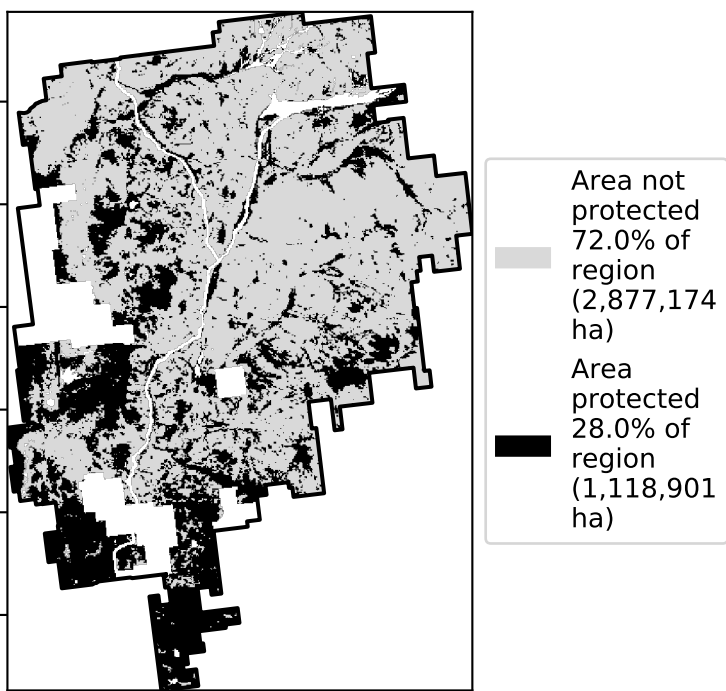 Area not
protected
72.0% of
region
(2,877,174
ha)
Area
protected
28.0% of
region
(1,118,901
ha)